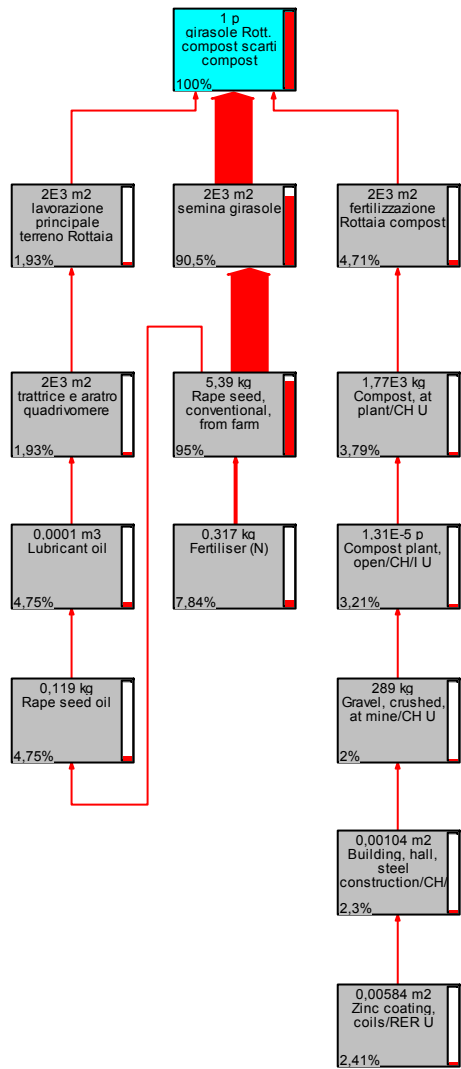 1 p
girasole Rott.
compost scarti
compost
100%
2E3 m2
lavorazione
principale
terreno Rottaia
1,93%
2E3 m2
semina girasole
90,5%
2E3 m2
fertilizzazione
Rottaia compost
4,71%
2E3 m2
trattrice e aratro
quadrivomere
1,93%
5,39 kg
Rape seed,
conventional,
from farm
95%
1,77E3 kg
Compost, at
plant/CH U
3,79%
0,0001 m3
Lubricant oil
4,75%
0,317 kg
Fertiliser (N)
7,84%
1,31E-5 p
Compost plant,
open/CH/I U
3,21%
0,119 kg
Rape seed oil
4,75%
289 kg
Gravel, crushed,
at mine/CH U
2%
0,00104 m2
Building, hall,
steel
construction/CH/
2,3%
0,00584 m2
Zinc coating,
coils/RER U
2,41%